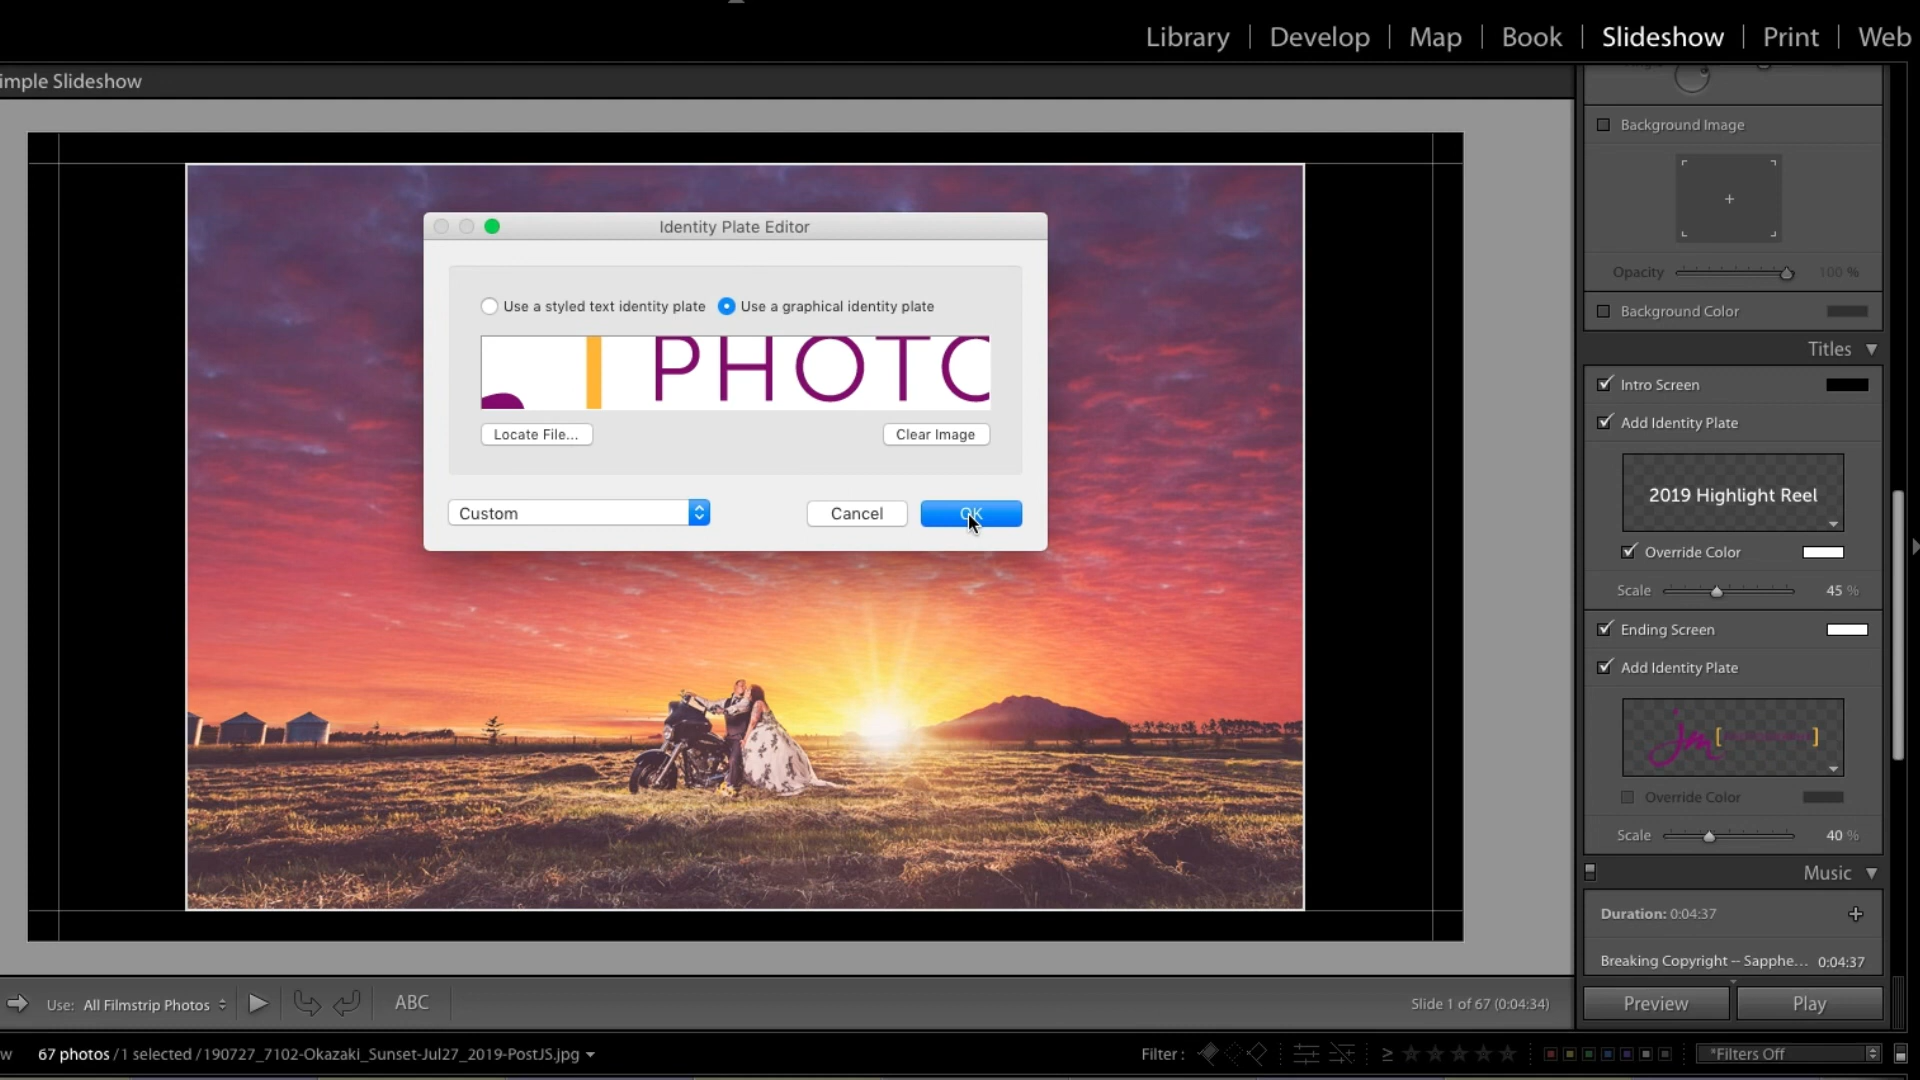 Library | Develop | Map | Book | Slideshow | Print | Web
imple Slideshow
Background Image
Opacity 100 %
Background Color
Titles
Intro Screen
Add Identity Plate
2019 Highlight Reel
Override Color
Scale 45 %
Ending Screen
Add Identity Plate
jm[ ]
Override Color
Scale 40 %
Music
Duration: 0:04:37
Breaking Copyright -- Sapphe... 0:04:37
Preview Play
Identity Plate Editor
Use a styled text identity plate Use a graphical identity plate
PHOTO
Locate File... Clear Image
Custom Cancel OK
Use: All Filmstrip Photos ABC Slide 1 of 67 (0:04:34)
w 67 photos / 1 selected / 190727_7102-Okazaki_Sunset-Jul27_2019-PostJS.jpg Filter : ≥ *Filters Off